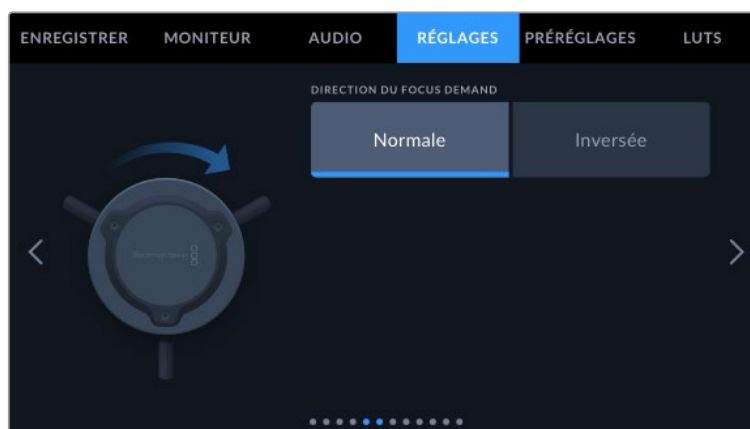 ENREGISTRER MONITEUR AUDIO RÉGLAGES PRÉRÉGLAGES LUTS
DIRECTION DU FOCUS DEMAND
Normale Inversée